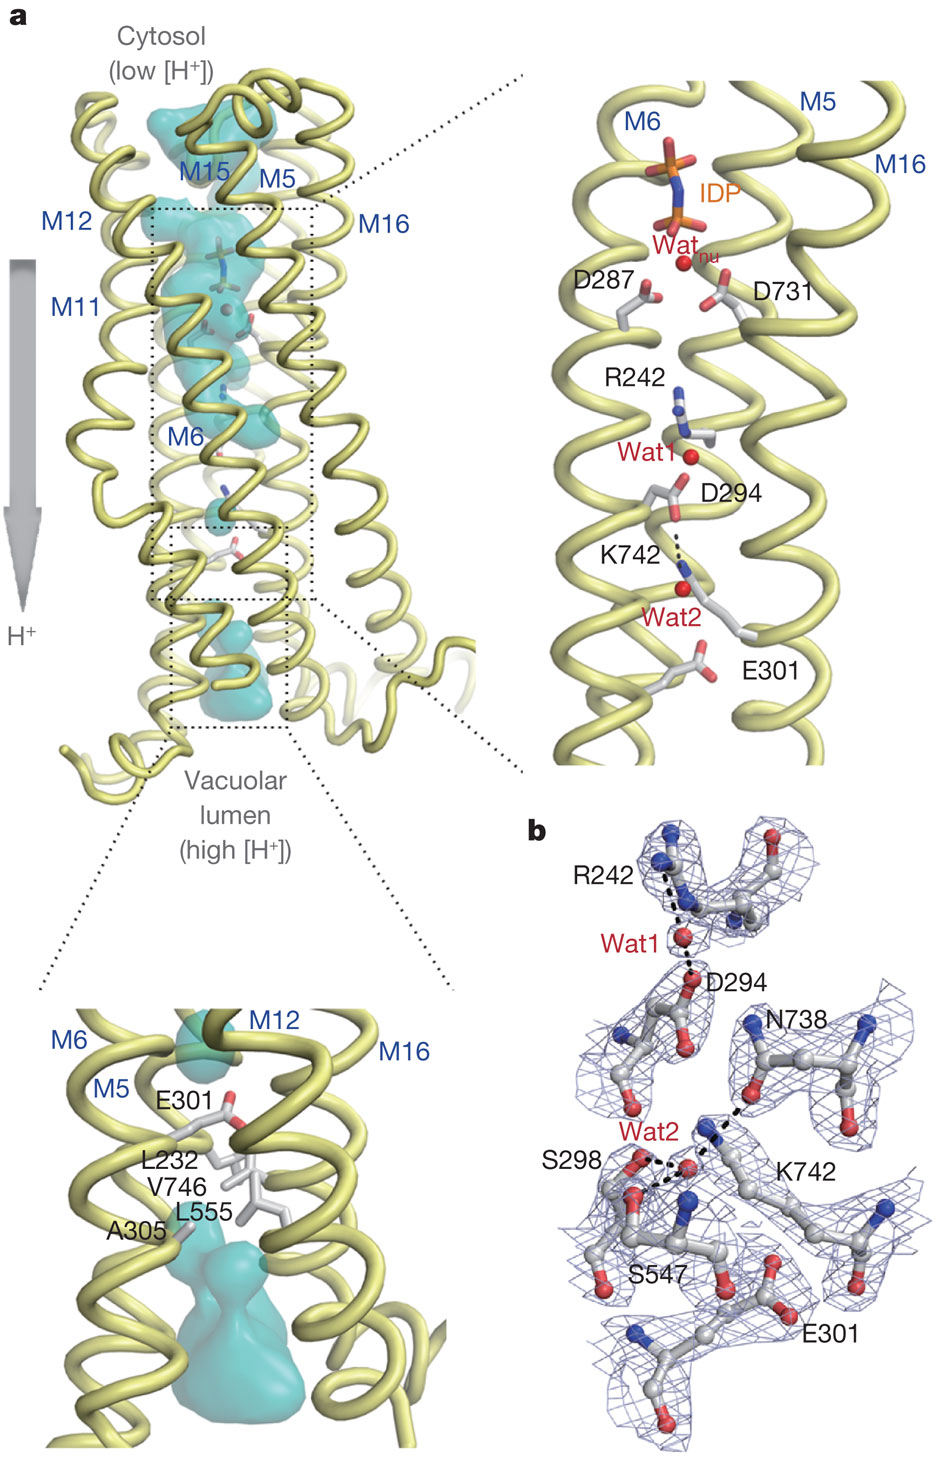 a
Cytosol
(low [H⁺])
M15
M5
M12
M16
M11
M6
H⁺
Vacuolar
lumen
(high [H⁺])
M5
M6
M16
IDP
Wat_nu
D287
D731
R242
Wat1
D294
K742
Wat2
E301
M6
M12
M16
M5
E301
L232
V746
L555
A305
b
R242
Wat1
D294
N738
Wat2
S298
K742
S547
E301